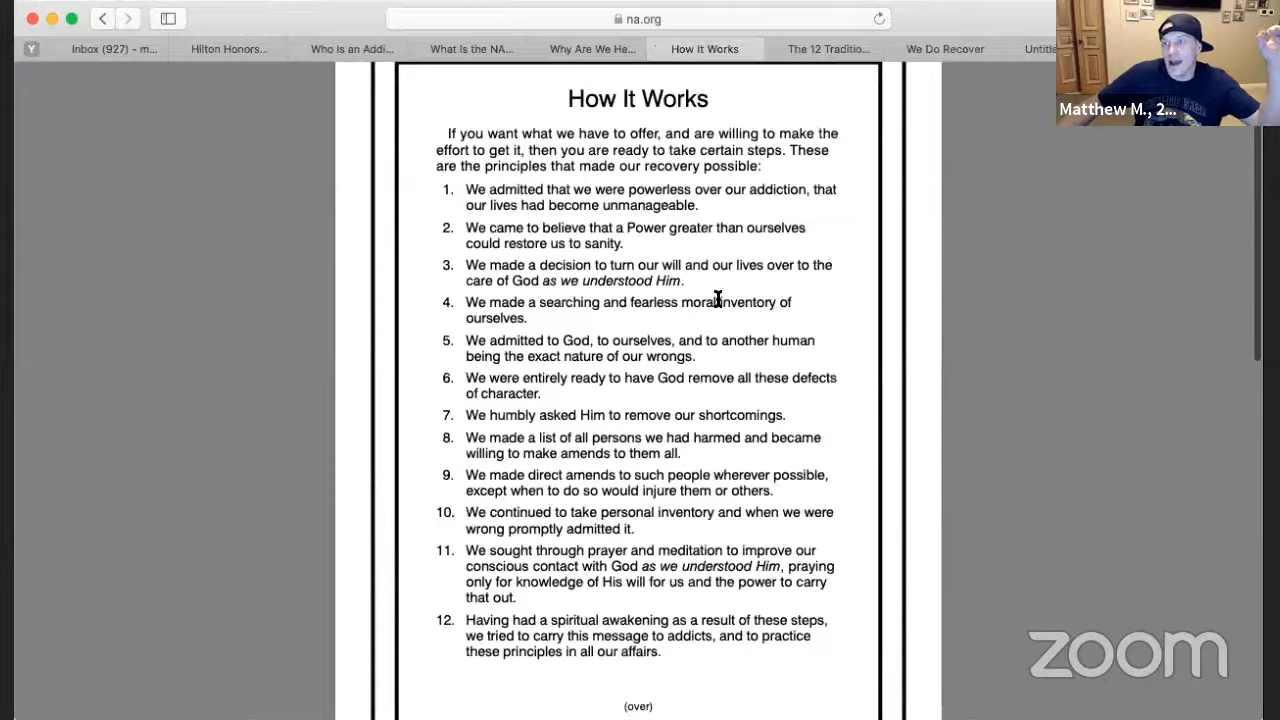 na.org
Y
Inbox (927) – m...
Hilton Honors...
Who Is an Addi...
What Is the NA...
Why Are We He...
How It Works
The 12 Traditio...
We Do Recover
Matthew M., 2...
How It Works
If you want what we have to offer, and are willing to make the
effort to get it, then you are ready to take certain steps. These
are the principles that made our recovery possible:
1. We admitted that we were powerless over our addiction, that
our lives had become unmanageable.
2. We came to believe that a Power greater than ourselves
could restore us to sanity.
3. We made a decision to turn our will and our lives over to the
care of God as we understood Him.
4. We made a searching and fearless moral inventory of
ourselves.
5. We admitted to God, to ourselves, and to another human
being the exact nature of our wrongs.
6. We were entirely ready to have God remove all these defects
of character.
7. We humbly asked Him to remove our shortcomings.
8. We made a list of all persons we had harmed and became
willing to make amends to them all.
9. We made direct amends to such people wherever possible,
except when to do so would injure them or others.
10. We continued to take personal inventory and when we were
wrong promptly admitted it.
11. We sought through prayer and meditation to improve our
conscious contact with God as we understood Him, praying
only for knowledge of His will for us and the power to carry
that out.
12. Having had a spiritual awakening as a result of these steps,
we tried to carry this message to addicts, and to practice
these principles in all our affairs.
(over)
zoom